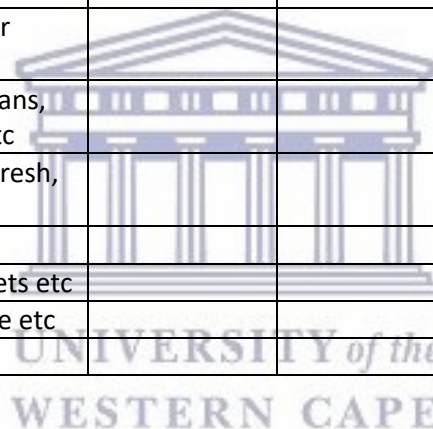 r
ans,
tc
resh,
ets etc
e etc
UNIVERSITY of the
WESTERN CAPE